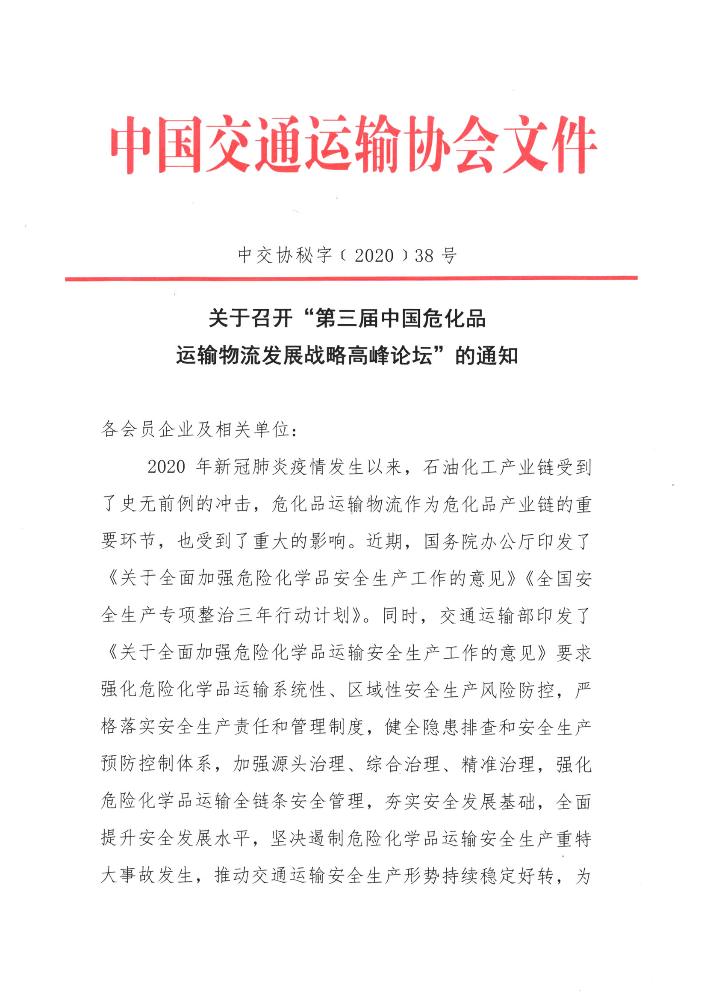 中国交通运输协会文件
中交协秘字﹝2020﹞38 号
关于召开“第三届中国危化品
运输物流发展战略高峰论坛”的通知
各会员企业及相关单位：
2020 年新冠肺炎疫情发生以来，石油化工产业链受到
了史无前例的冲击，危化品运输物流作为危化品产业链的重
要环节，也受到了重大的影响。近期，国务院办公厅印发了
《关于全面加强危险化学品安全生产工作的意见》《全国安
全生产专项整治三年行动计划》。同时，交通运输部印发了
《关于全面加强危险化学品运输安全生产工作的意见》要求
强化危险化学品运输系统性、区域性安全生产风险防控，严
格落实安全生产责任和管理制度，健全隐患排查和安全生产
预防控制体系，加强源头治理、综合治理、精准治理，强化
危险化学品运输全链条安全管理，夯实安全发展基础，全面
提升安全发展水平，坚决遏制危险化学品运输安全生产重特
大事故发生，推动交通运输安全生产形势持续稳定好转，为